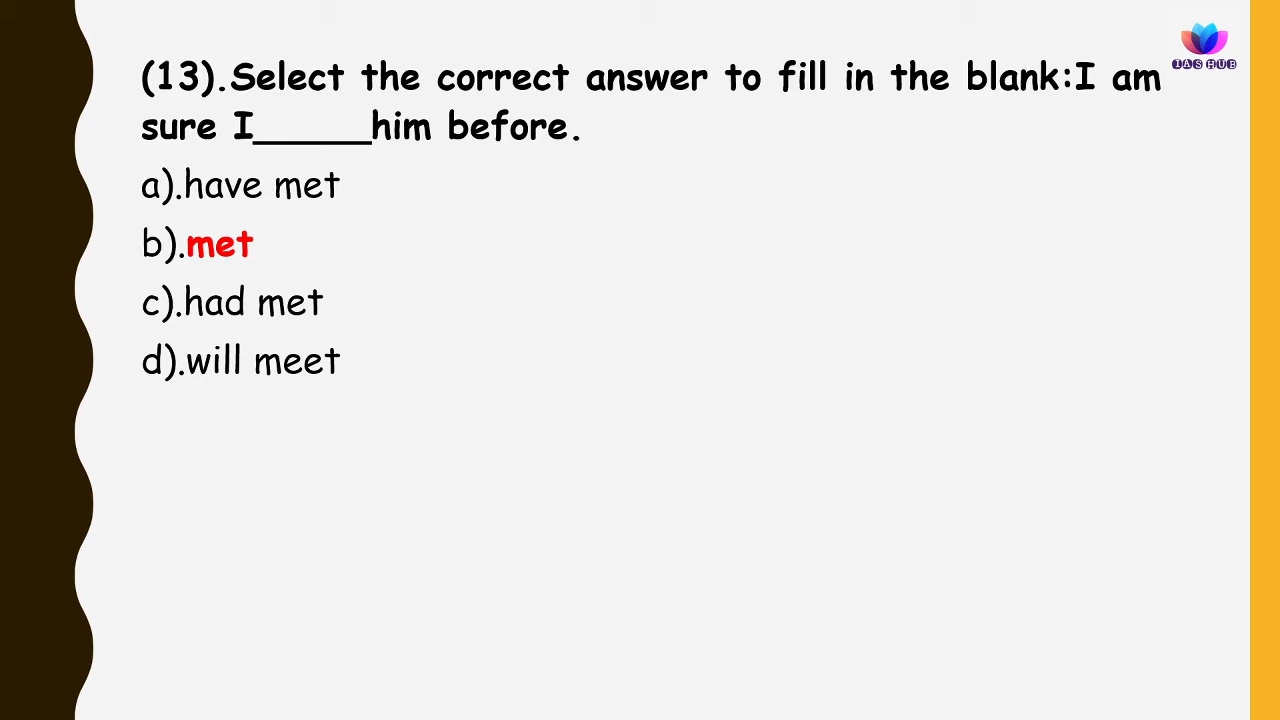 IAS HUB
(13).Select the correct answer to fill in the blank:I am
sure I_____him before.
a).have met
b).met
c).had met
d).will meet